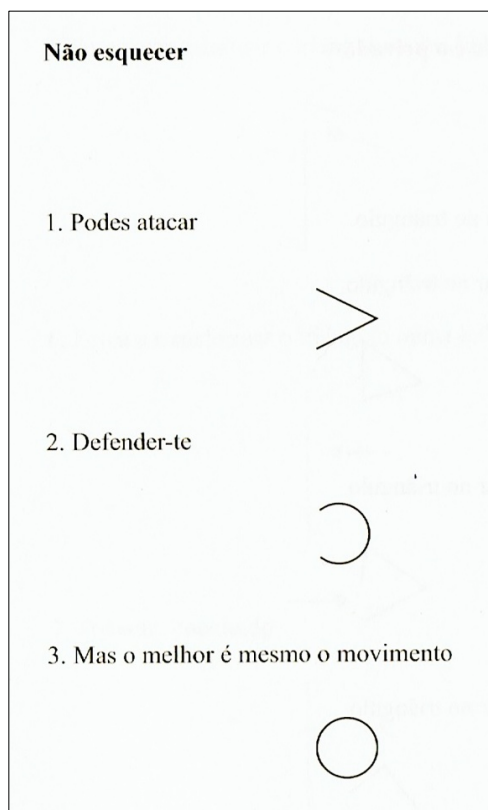 Não esquecer
1. Podes atacar
2. Defender-te
3. Mas o melhor é mesmo o movimento